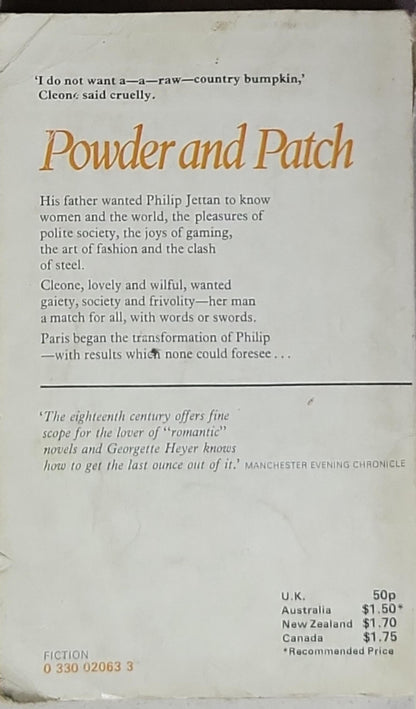 'I do not want a—a—raw—country bumpkin,'
Cleone said cruelly.
Powder and Patch
His father wanted Philip Jettan to know
women and the world, the pleasures of
polite society, the joys of gaming,
the art of fashion and the clash
of steel.
Cleone, lovely and wilful, wanted
gaiety, society and frivolity—her man
a match for all, with words or swords.
Paris began the transformation of Philip
—with results which none could foresee . . .
'The eighteenth century offers fine
scope for the lover of "romantic"
novels and Georgette Heyer knows
how to get the last ounce out of it.' MANCHESTER EVENING CHRONICLE
U.K. 50p
Australia $1.50*
New Zealand $1.70
Canada $1.75
*Recommended Price
FICTION
0 330 02063 3